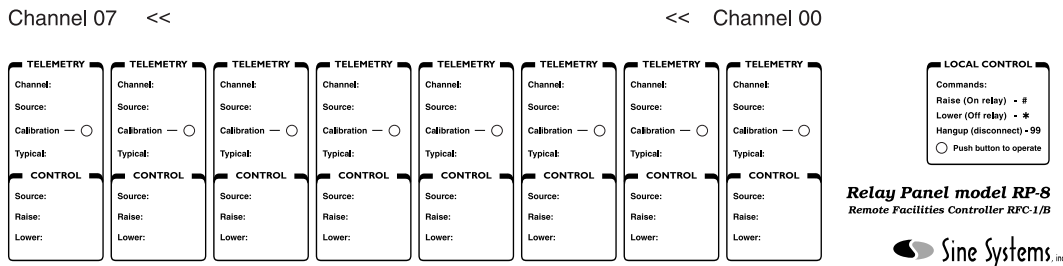 Channel 07 << << Channel 00
TELEMETRY TELEMETRY TELEMETRY TELEMETRY TELEMETRY TELEMETRY TELEMETRY TELEMETRY
Channel: Channel: Channel: Channel: Channel: Channel: Channel: Channel:
Source: Source: Source: Source: Source: Source: Source: Source:
Calibration — Calibration — Calibration — Calibration — Calibration — Calibration — Calibration — Calibration —
Typical: Typical: Typical: Typical: Typical: Typical: Typical: Typical:
CONTROL CONTROL CONTROL CONTROL CONTROL CONTROL CONTROL CONTROL
Source: Source: Source: Source: Source: Source: Source: Source:
Raise: Raise: Raise: Raise: Raise: Raise: Raise: Raise:
Lower: Lower: Lower: Lower: Lower: Lower: Lower: Lower:
LOCAL CONTROL
Commands:
Raise (On relay) - #
Lower (Off relay) - *
Hangup (disconnect) - 99
Push button to operate
Relay Panel model RP-8
Remote Facilities Controller RFC-1/B
Sine Systems, inc